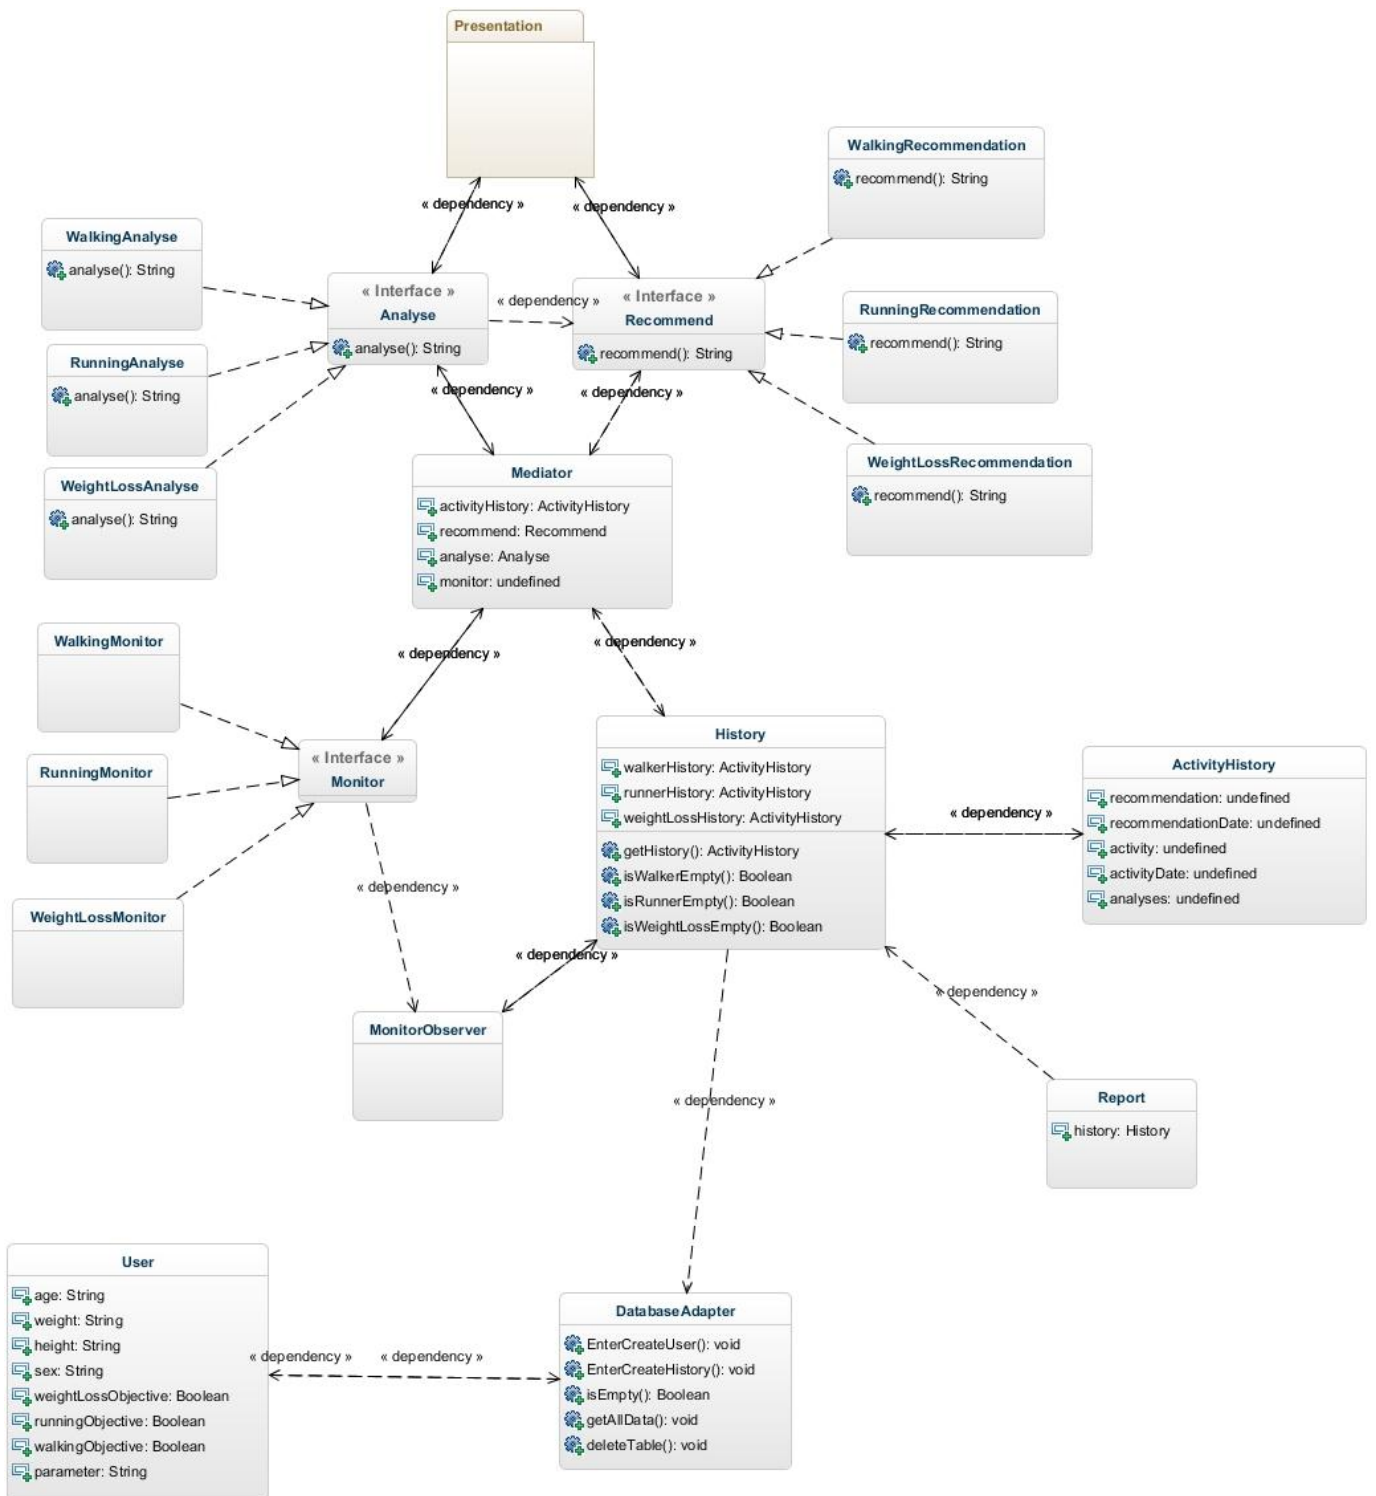 Presentation
« dependency »
« dependency »
WalkingRecommendation
recommend(): String
WalkingAnalyse
analyse(): String
« Interface »
Analyse
analyse(): String
« dependency »
« Interface »
Recommend
recommend(): String
RunningRecommendation
recommend(): String
RunningAnalyse
analyse(): String
« dependency »
« dependency »
WeightLossRecommendation
recommend(): String
WeightLossAnalyse
analyse(): String
Mediator
activityHistory: ActivityHistory
recommend: Recommend
analyse: Analyse
monitor: undefined
« dependency »
« dependency »
WalkingMonitor
RunningMonitor
WeightLossMonitor
« Interface »
Monitor
« dependency »
History
walkerHistory: ActivityHistory
runnerHistory: ActivityHistory
weightLossHistory: ActivityHistory
getHistory(): ActivityHistory
isWalkerEmpty(): Boolean
isRunnerEmpty(): Boolean
isWeightLossEmpty(): Boolean
« dependency »
ActivityHistory
recommendation: undefined
recommendationDate: undefined
activity: undefined
activityDate: undefined
analyses: undefined
« dependency »
« dependency »
MonitorObserver
« dependency »
Report
history: History
User
age: String
weight: String
height: String
sex: String
weightLossObjective: Boolean
runningObjective: Boolean
walkingObjective: Boolean
parameter: String
« dependency » « dependency »
DatabaseAdapter
EnterCreateUser(): void
EnterCreateHistory(): void
isEmpty(): Boolean
getAllData(): void
deleteTable(): void